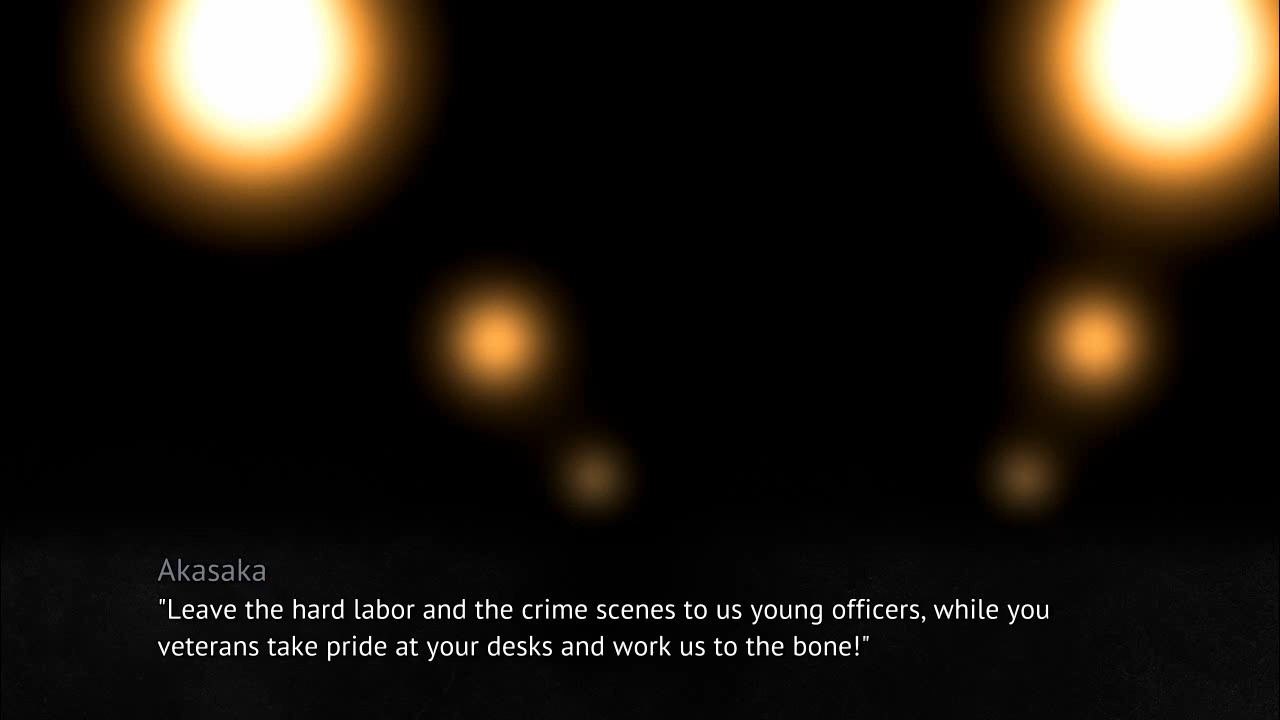 Akasaka
"Leave the hard labor and the crime scenes to us young officers, while you
veterans take pride at your desks and work us to the bone!"